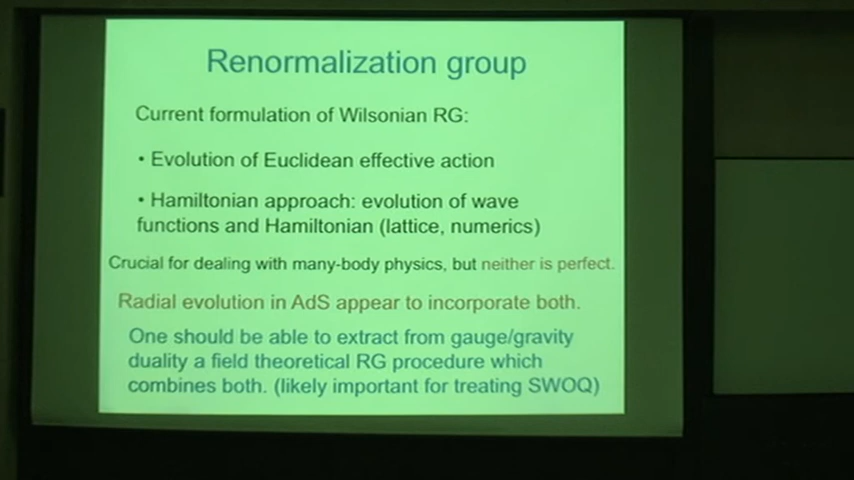 Renormalization group
Current formulation of Wilsonian RG:
• Evolution of Euclidean effective action
• Hamiltonian approach: evolution of wave
functions and Hamiltonian (lattice, numerics)
Crucial for dealing with many-body physics, but neither is perfect.
Radial evolution in AdS appear to incorporate both.
One should be able to extract from gauge/gravity
duality a field theoretical RG procedure which
combines both. (likely important for treating SWOQ)